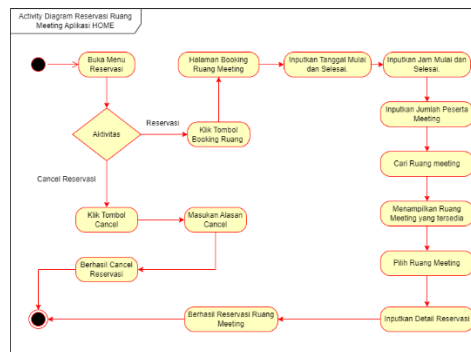 Activity Diagram Reservasi Ruang
Meeting Aplikasi HOME
Buka Menu
Reservasi
Halaman Booking
Ruang Meeting
Inputkan Tanggal Mulai
dan Selesai.
Inputkan Jam Mulai dan
Selesai.
Aktivitas
Reservasi
Klik Tombol
Booking Ruang
Inputkan Jumlah Peserta
Meeting
Cari Ruang meeting
Cancel Reservasi
Klik Tombol
Cancel
Masukan Alasan
Cancel
Menampilkan Ruang
Meeting yang tersedia
Berhasil Cancel
Reservasi
Pilih Ruang Meeting
Berhasil Reservasi Ruang
Meeting
Inputkan Detail Reservasi